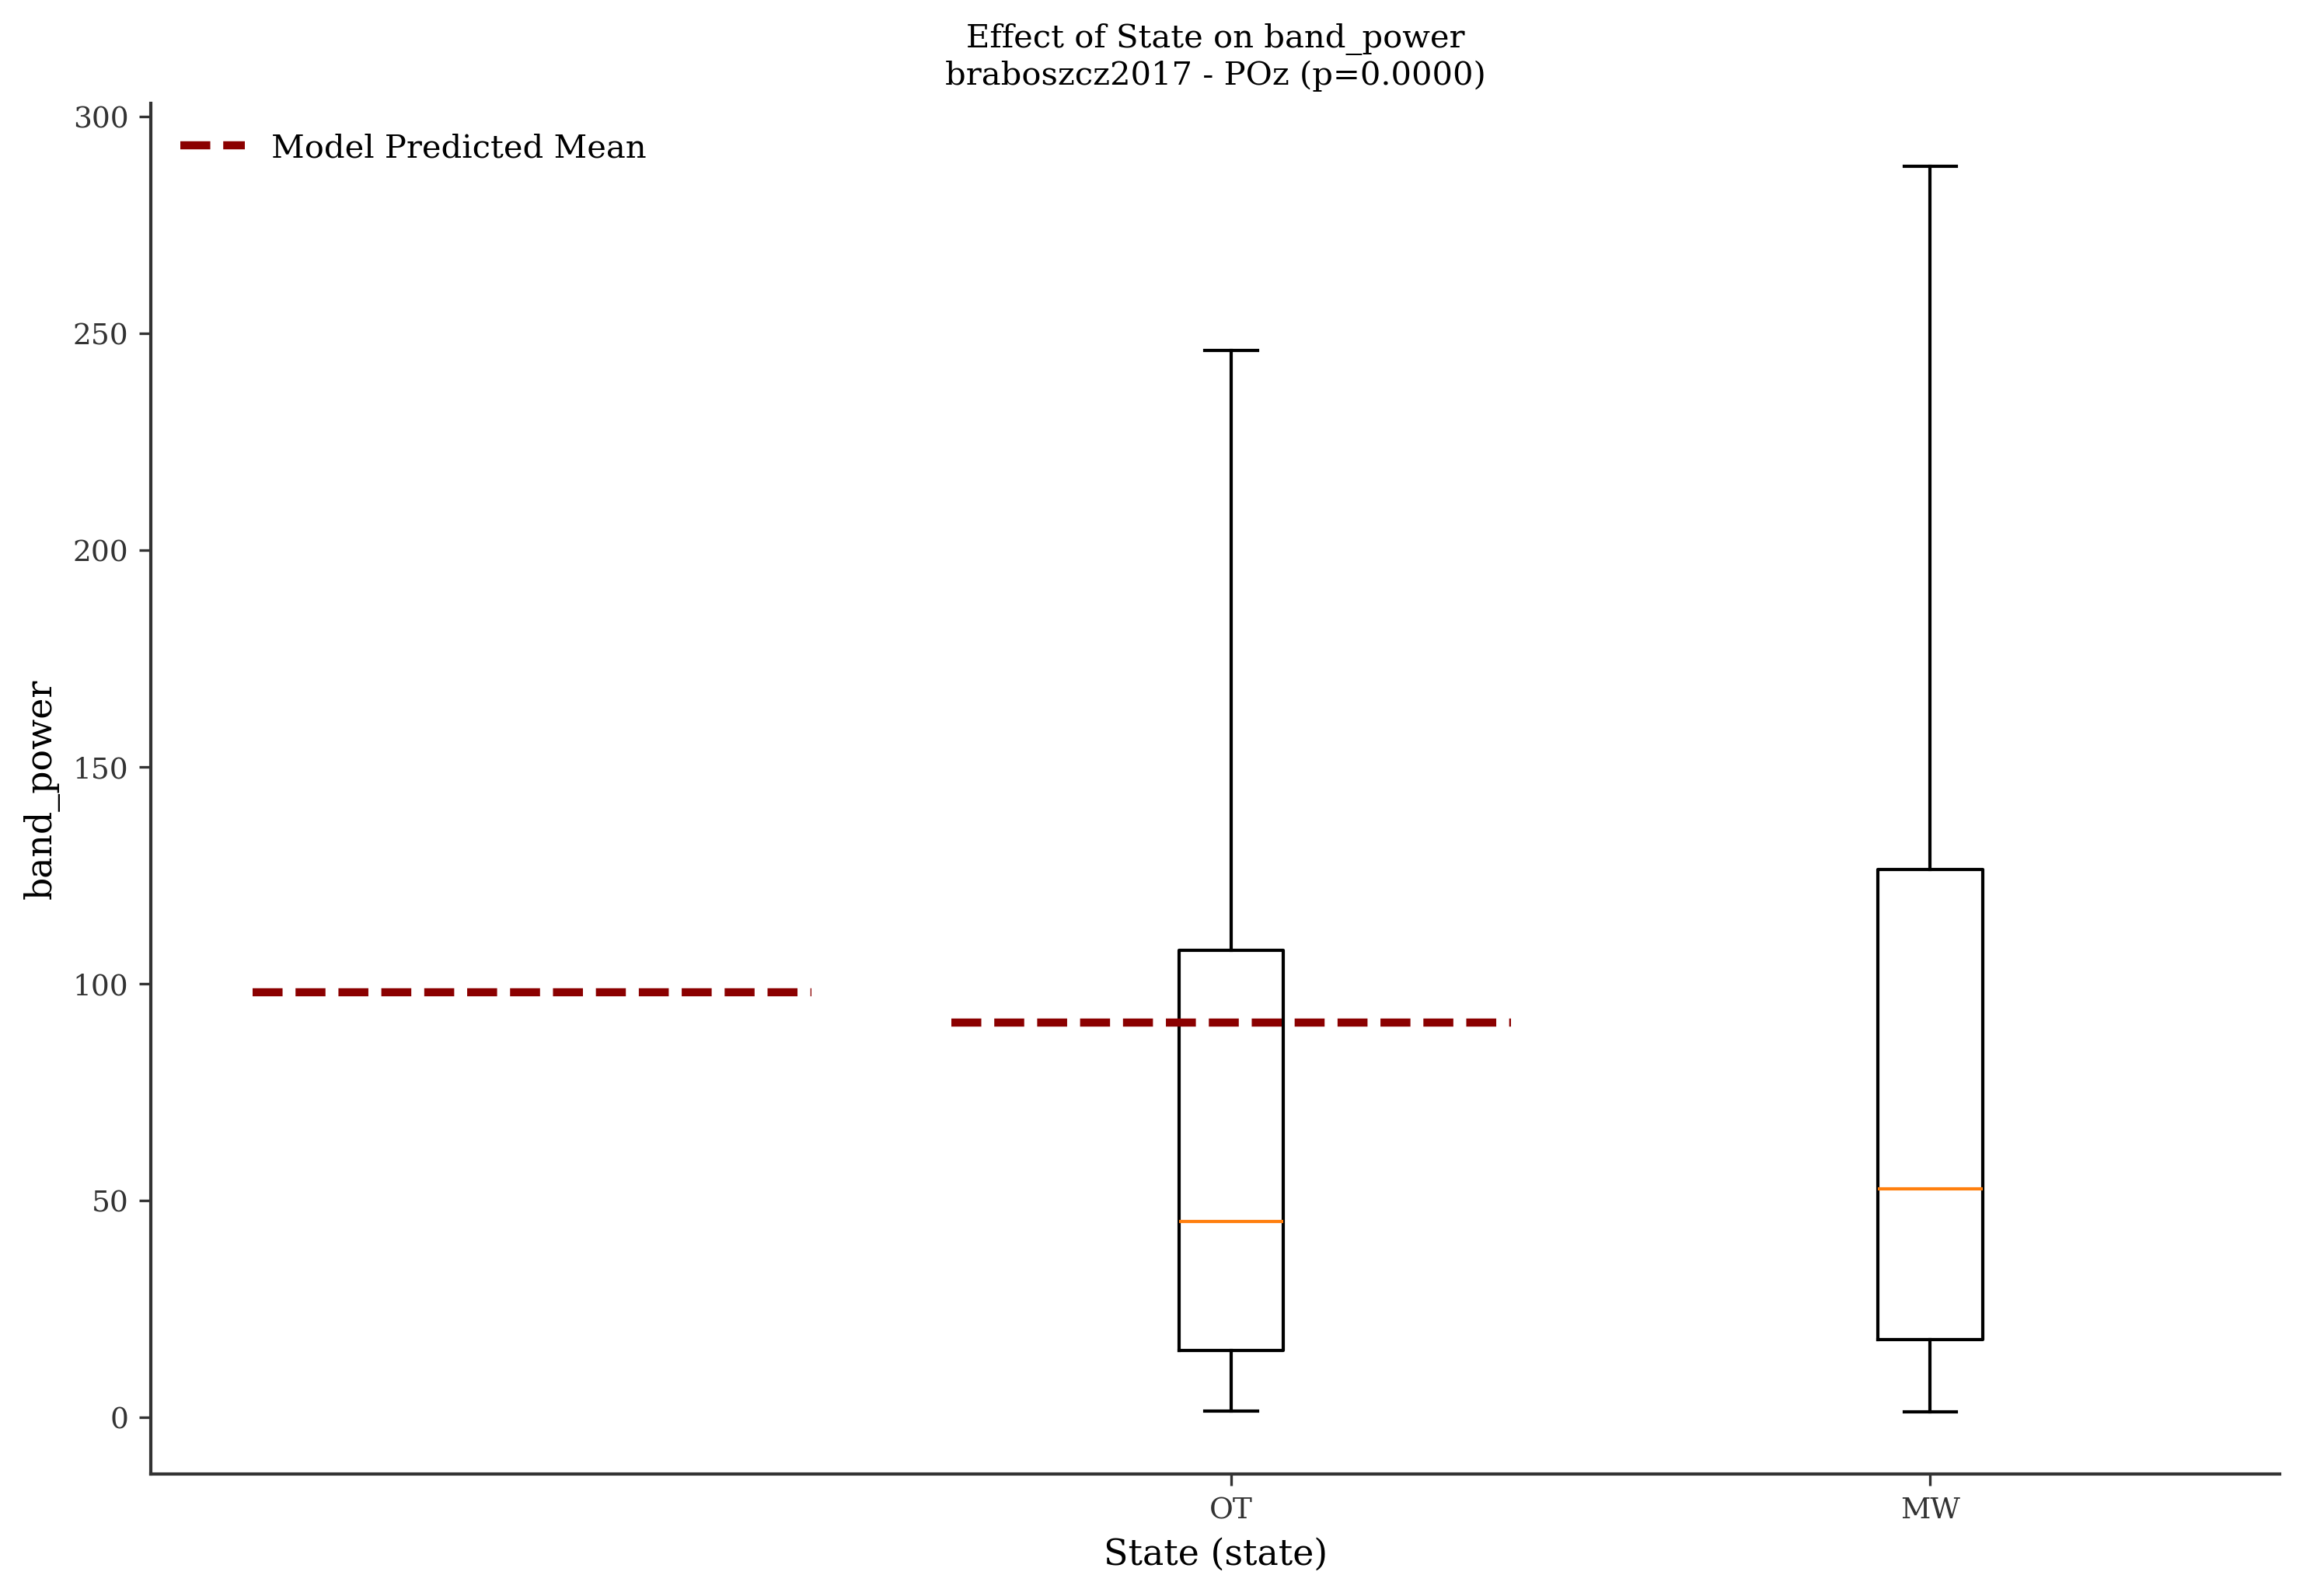 Effect of State on band_power
braboszcz2017 - POz (p=0.0000)
Model Predicted Mean
300
250
200
150
100
50
0
band_power
OT
MW
State (state)